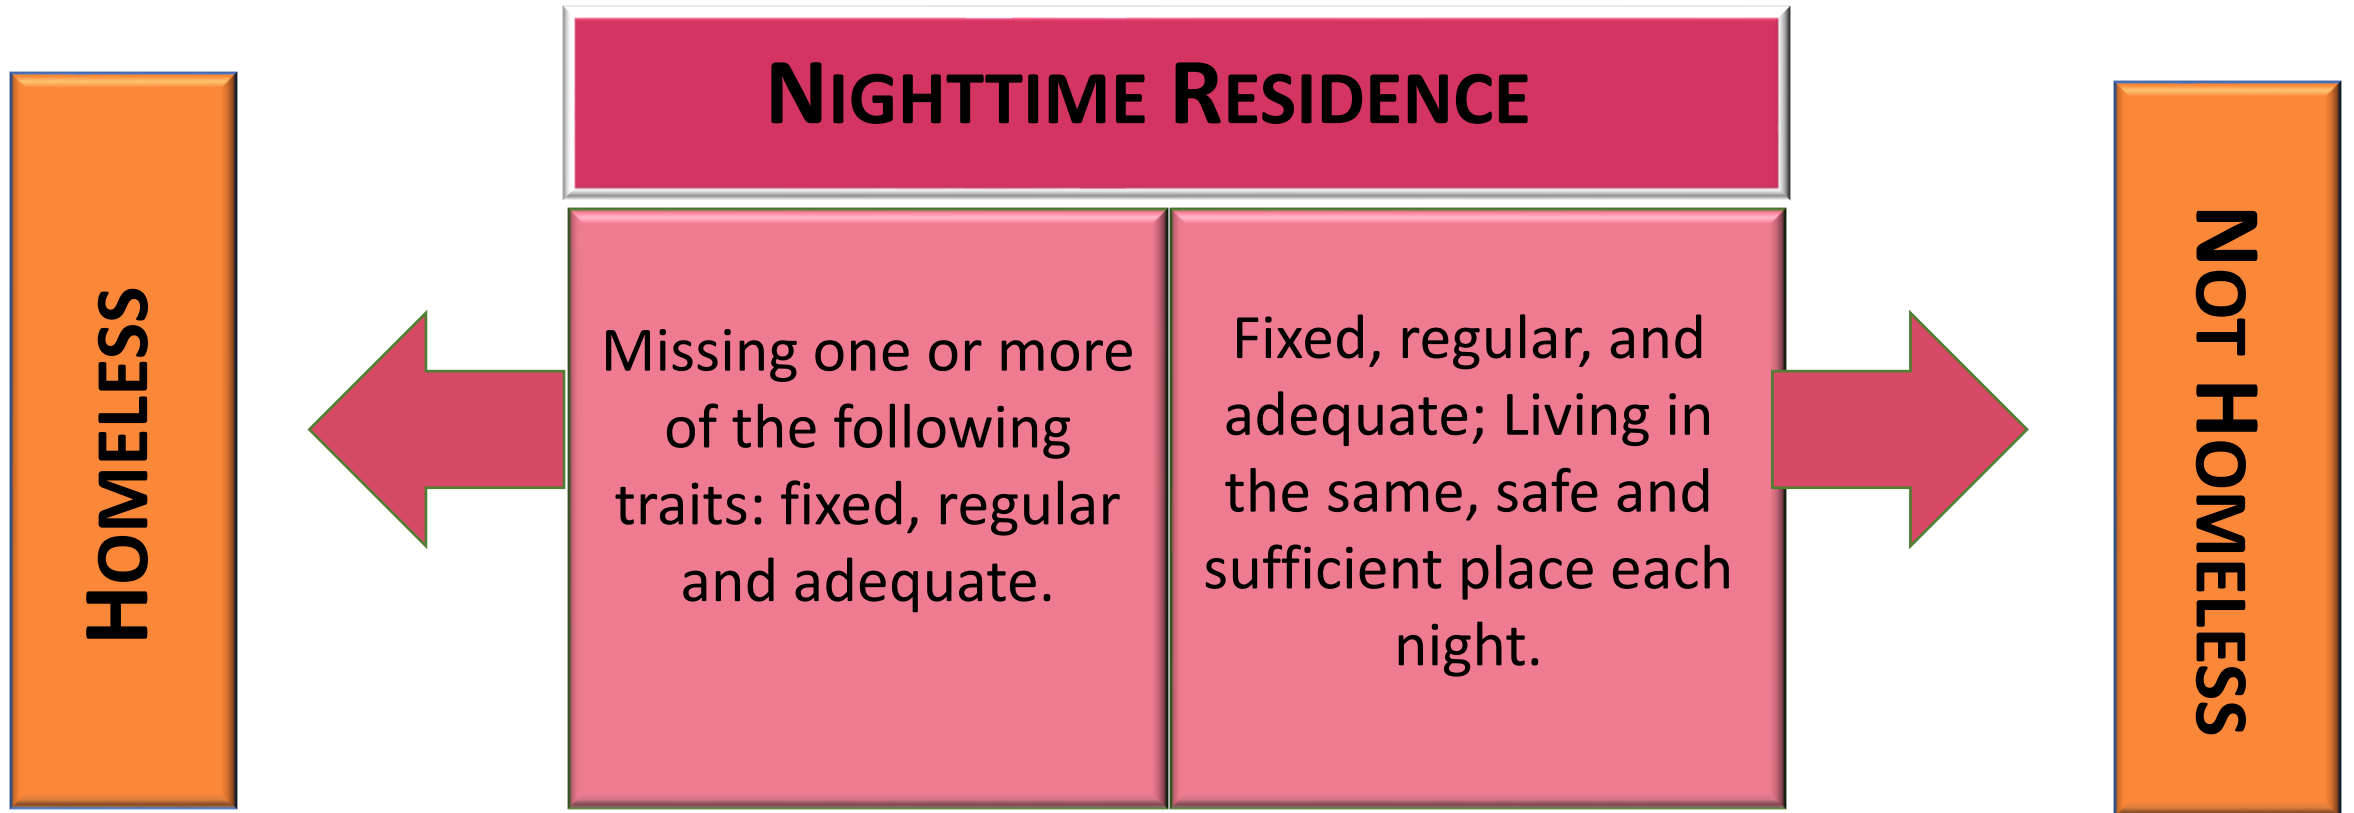 NIGHTTIME RESIDENCE
HOMELESS
Missing one or more
of the following
traits: fixed, regular
and adequate.
Fixed, regular, and
adequate; Living in
the same, safe and
sufficient place each
night.
NOT HOMELESS